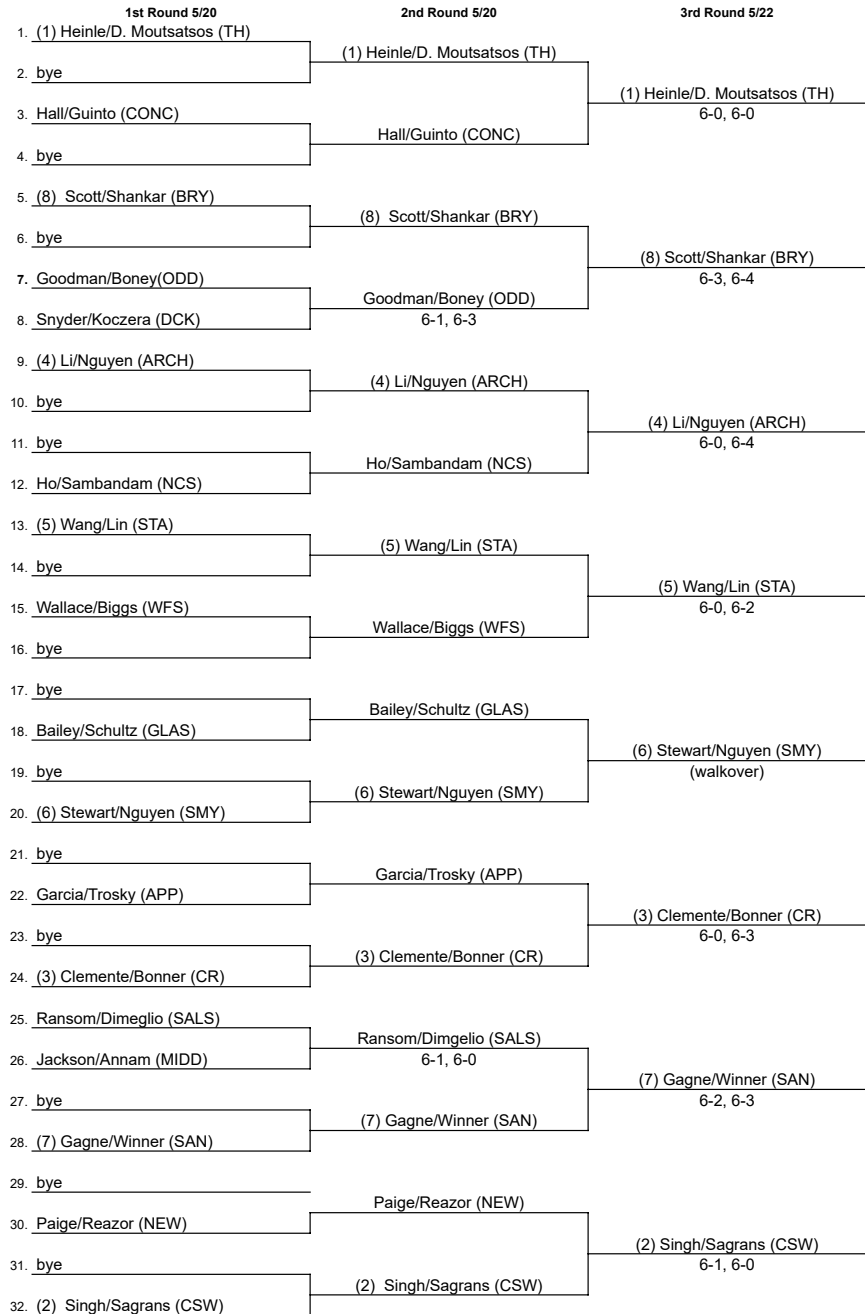 1st Round 5/20
2nd Round 5/20
3rd Round 5/22
1. (1) Heinle/D. Moutsatsos (TH)
(1) Heinle/D. Moutsatsos (TH)
2. bye
(1) Heinle/D. Moutsatsos (TH)
6-0, 6-0
3. Hall/Guinto (CONC)
Hall/Guinto (CONC)
4. bye
5. (8) Scott/Shankar (BRY)
(8) Scott/Shankar (BRY)
6. bye
(8) Scott/Shankar (BRY)
6-3, 6-4
7. Goodman/Boney(ODD)
Goodman/Boney (ODD)
6-1, 6-3
8. Snyder/Koczera (DCK)
9. (4) Li/Nguyen (ARCH)
(4) Li/Nguyen (ARCH)
10. bye
(4) Li/Nguyen (ARCH)
6-0, 6-4
11. bye
Ho/Sambandam (NCS)
12. Ho/Sambandam (NCS)
13. (5) Wang/Lin (STA)
(5) Wang/Lin (STA)
14. bye
(5) Wang/Lin (STA)
6-0, 6-2
15. Wallace/Biggs (WFS)
Wallace/Biggs (WFS)
16. bye
17. bye
Bailey/Schultz (GLAS)
18. Bailey/Schultz (GLAS)
(6) Stewart/Nguyen (SMY)
(walkover)
19. bye
(6) Stewart/Nguyen (SMY)
20. (6) Stewart/Nguyen (SMY)
21. bye
Garcia/Trosky (APP)
22. Garcia/Trosky (APP)
(3) Clemente/Bonner (CR)
6-0, 6-3
23. bye
(3) Clemente/Bonner (CR)
24. (3) Clemente/Bonner (CR)
25. Ransom/Dimeglio (SALS)
Ransom/Dimgelio (SALS)
6-1, 6-0
26. Jackson/Annam (MIDD)
(7) Gagne/Winner (SAN)
6-2, 6-3
27. bye
(7) Gagne/Winner (SAN)
28. (7) Gagne/Winner (SAN)
29. bye
Paige/Reazor (NEW)
30. Paige/Reazor (NEW)
(2) Singh/Sagrans (CSW)
6-1, 6-0
31. bye
(2) Singh/Sagrans (CSW)
32. (2) Singh/Sagrans (CSW)